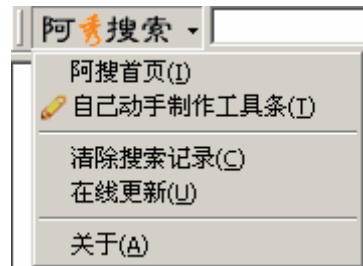 阿秀搜索
阿搜首页(I)
自己动手制作工具条(T)
清除搜索记录(C)
在线更新(U)
关于(A)